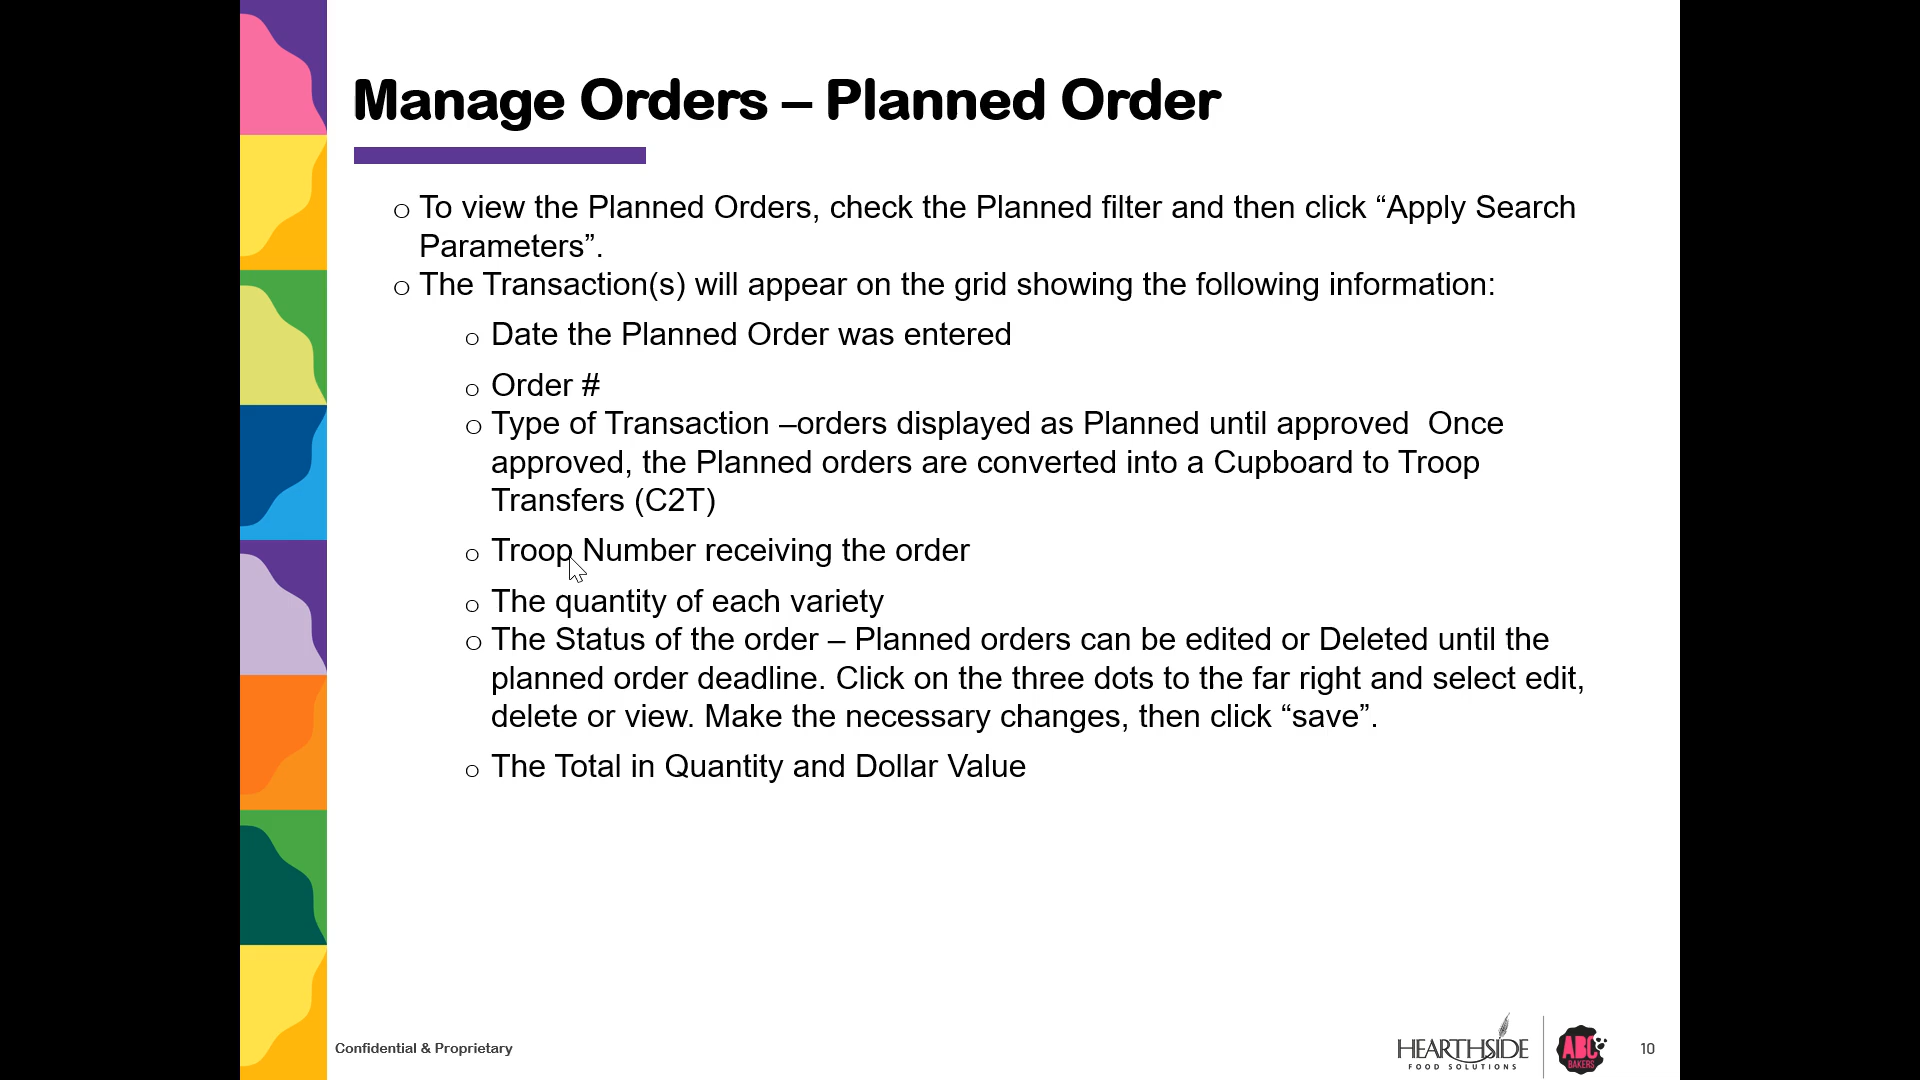 Manage Orders – Planned Order
o To view the Planned Orders, check the Planned filter and then click “Apply Search
Parameters”.
o The Transaction(s) will appear on the grid showing the following information:
o Date the Planned Order was entered
o Order #
o Type of Transaction –orders displayed as Planned until approved  Once
approved, the Planned orders are converted into a Cupboard to Troop
Transfers (C2T)
o Troop Number receiving the order
o The quantity of each variety
o The Status of the order – Planned orders can be edited or Deleted until the
planned order deadline. Click on the three dots to the far right and select edit,
delete or view. Make the necessary changes, then click “save”.
o The Total in Quantity and Dollar Value
Confidential & Proprietary
HEARTHSIDE
FOOD SOLUTIONS
ABC
BAKERS
10